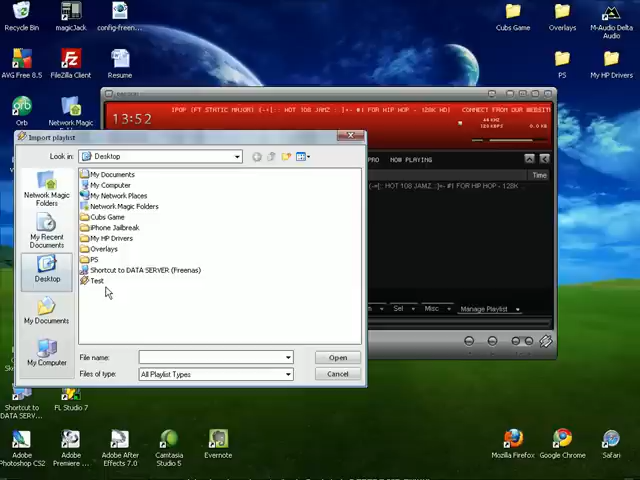 Recycle Bin
magicJack
config-freen...
Cubs Game
Overlays
M-Audio Delta
Audio
AVG Free 8.5
FileZilla Client
Resume
PS
My HP Drivers
Orb
Network Magic
Folders
IPOP (FT STATIC MAJOR) (-=[:: HOT 108 JAMZ ::]=- #1 FOR HIP HOP - 128K HD)
CONNECT FROM OUR WEBSITE
13:52
44 KHZ
128 KBPS
0.0 KB
Import playlist
Look in:
Desktop
PRO
NOW PLAYING
Time
(-=[:: HOT 108 JAMZ ::]=- #1 FOR HIP HOP - 128K ...
Network Magic
Folders
My Recent
Documents
Desktop
My Documents
My Computer
My Documents
My Computer
My Network Places
Network Magic Folders
Cubs Game
iPhone Jailbreak
My HP Drivers
Overlays
PS
Shortcut to DATA SERVER (Freenas)
Test
Sel
Misc
Manage Playlist
File name:
Open
Files of type:
All Playlist Types
Cancel
Shortcut to
DATA SERV...
FL Studio 7
Adobe
Photoshop CS2
Adobe
Premiere ...
Adobe After
Effects 7.0
Camtasia
Studio 5
Evernote
Mozilla Firefox
Google Chrome
Safari